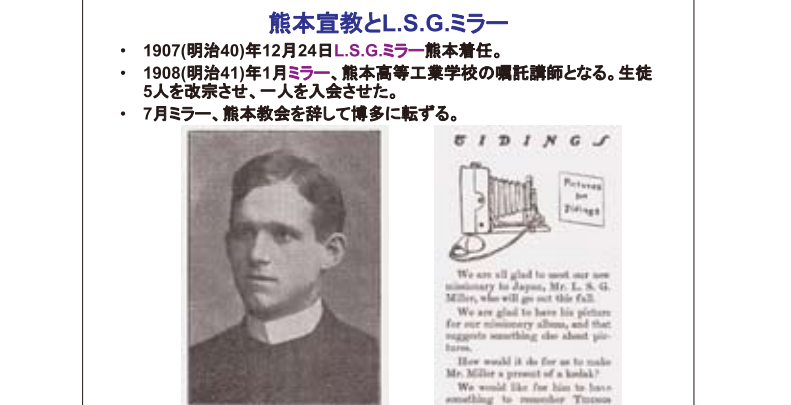 熊本宣教とL.S.G.ミラー
• 1907(明治40)年12月24日L.S.G.ミラー熊本着任。
• 1908(明治41)年1月ミラー、熊本高等工業学校の嘱託講師となる。生徒
5人を改宗させ、一人を入会させた。
• 7月ミラー、熊本教会を辞して博多に転ずる。
TIDINGS
Pictures
for
Tidings
We are all glad to meet our new
missionary to Japan, Mr. L. S. G.
Miller, who will go out this fall.
We are glad to have his picture
for our missionary album, and that
suggests something else about pic-
tures.
How would it do for us to make
Mr. Miller a present of a kodak?
We would like for him to have
something to remember TIDINGS